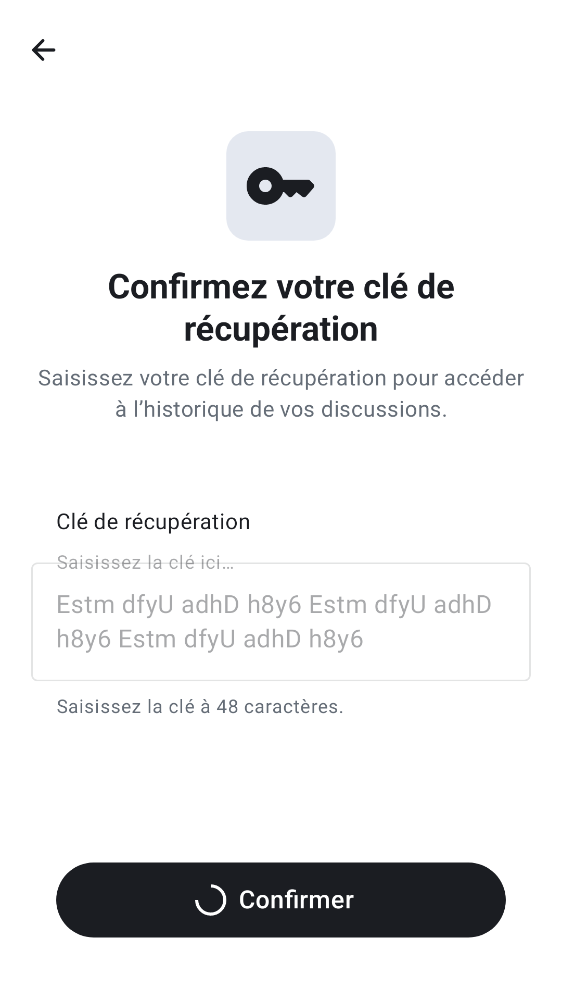 Confirmez votre clé de
récupération
Saisissez votre clé de récupération pour accéder
à l’historique de vos discussions.
Clé de récupération
Saisissez la clé ici…
Estm dfyU adhD h8y6 Estm dfyU adhD
h8y6 Estm dfyU adhD h8y6
Saisissez la clé à 48 caractères.
Confirmer